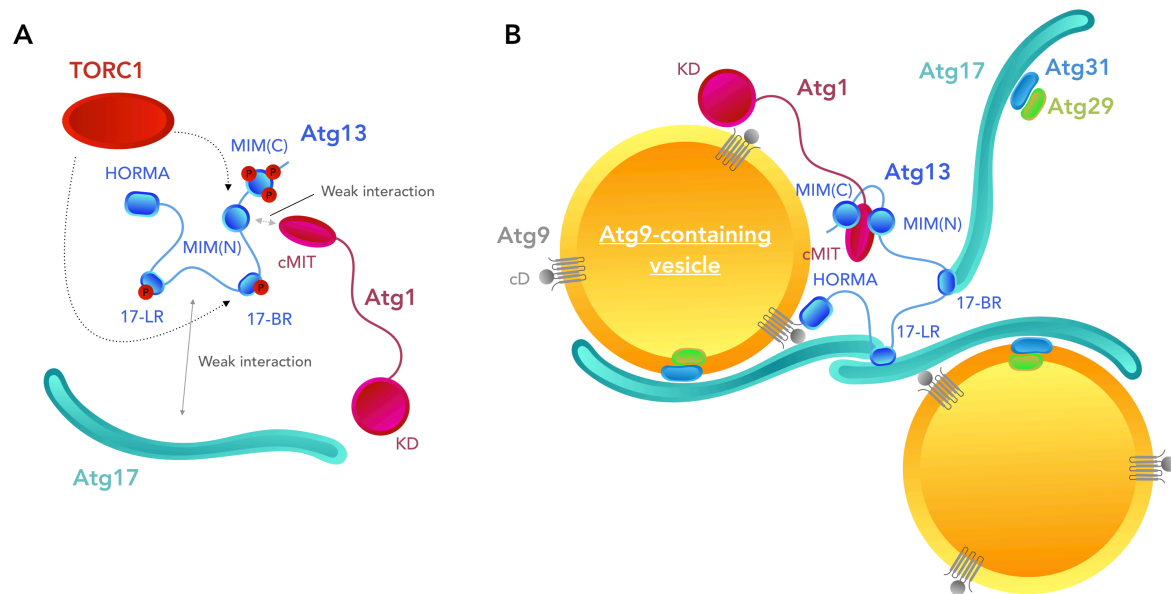 A
TORC1
Atg13
MIM(C)
P
P
P
HORMA
Weak interaction
MIM(N)
cMIT
P
P
17-LR
17-BR
Atg1
Weak interaction
KD
Atg17
B
KD
Atg1
Atg17
Atg31
Atg29
Atg13
MIM(C)
MIM(N)
Atg9
Atg9-containing
vesicle
cMIT
cD
HORMA
17-BR
17-LR